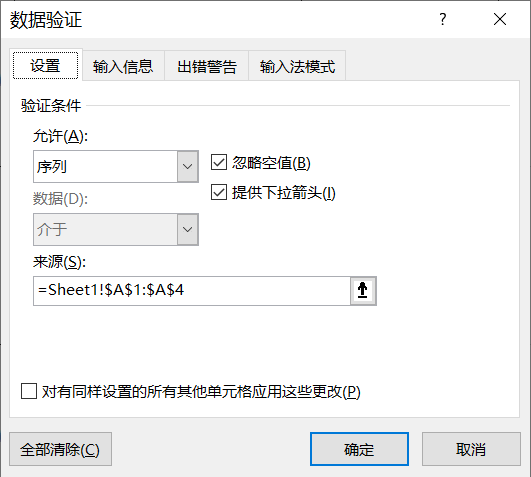 数据验证
?
设置 输入信息 出错警告 输入法模式
验证条件
允许(A):
序列
忽略空值(B)
提供下拉箭头(I)
数据(D):
介于
来源(S):
=Sheet1!$A$1:$A$4
对有同样设置的所有其他单元格应用这些更改(P)
全部清除(C) 确定 取消